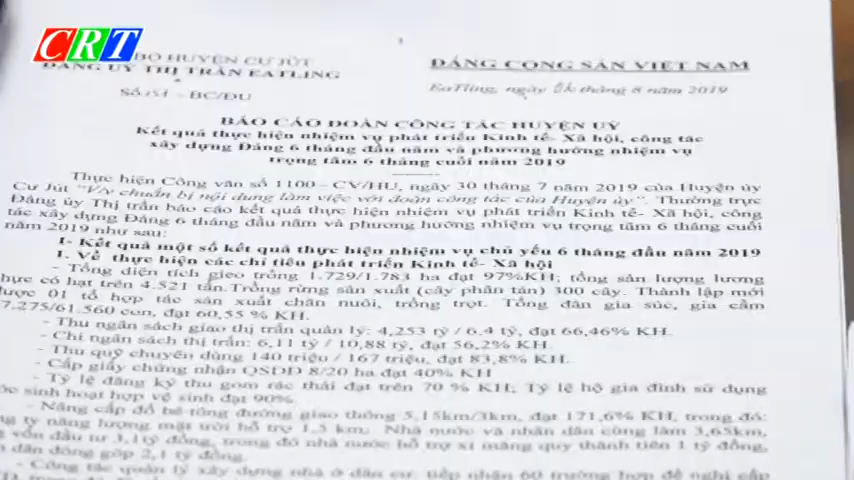 CRT
BỘ HUYỆN CƯ JÚT
ĐẢNG ỦY THỊ TRẤN EATLING
*
Số - BC/ĐU
ĐẢNG CỘNG SẢN VIỆT NAM
EaTling, ngày tháng 8 năm 2019
BÁO CÁO ĐOÀN CÔNG TÁC HUYỆN UỶ
Kết quả thực hiện nhiệm vụ phát triển Kinh tế- Xã hội, công tác
xây dựng Đảng 6 tháng đầu năm và phương hướng nhiệm vụ
trọng tâm 6 tháng cuối năm 2019
Thực hiện Công văn số 1100 - CV/HU, ngày 30 tháng 7 năm 2019 của Huyện ủy
Cư Jút "V/v chuẩn bị nội dung làm việc với đoàn công tác của Huyện ủy". Thường trực
Đảng ủy Thị trấn báo cáo kết quả thực hiện nhiệm vụ phát triển Kinh tế- Xã hội, công
tác xây dựng Đảng 6 tháng đầu năm và phương hướng nhiệm vụ trọng tâm 6 tháng cuối
năm 2019 như sau:
I- Kết quả một số kết quả thực hiện nhiệm vụ chủ yếu 6 tháng đầu năm 2019
1. Về thực hiện các chỉ tiêu phát triển Kinh tế- Xã hội
- Tổng diện tích gieo trồng 1.729/1.783 ha đạt 97%KH; tổng sản lượng lương
thực có hạt trên 4.521 tấn.Trồng rừng sản xuất (cây phân tán) 300 cây. Thành lập mới
được 01 tổ hợp tác sản xuất chăn nuôi, trồng trọt. Tổng đàn gia súc, gia cầm
7.275/61.560 con, đạt 60,55 % KH.
- Thu ngân sách giao thị trấn quản lý: 4,253 tỷ / 6.4 tỷ, đạt 66,46% KH.
- Chi ngân sách thị trấn: 6,11 tỷ / 10,88 tỷ, đạt 56,2% KH.
- Thu quỹ chuyên dùng 140 triệu / 167 triệu, đạt 83,8% KH.
- Cấp giấy chứng nhận QSDĐ 8/20 ha đạt 40% KH
- Tỷ lệ đăng ký thu gom rác thải đạt trên 70 % KH; Tỷ lệ hộ gia đình sử dụng
nước sinh hoạt hợp vệ sinh đạt 90%.
- Nâng cấp đổ bê tông đường giao thông 5,15km/3km, đạt 171,6% KH, trong đó:
ng ty năng lượng mặt trời hỗ trợ 1,5 km. Nhà nước và nhân dân cùng làm 3,65km,
g vốn đầu tư 3,1tỷ đồng, trong đó nhà nước hỗ trợ xi măng quy thành tiền 1 tỷ đồng,
n dân đóng góp 2,1 tỷ đồng.
- Công tác quản lý xây dựng nhà ở dân cư: tiếp nhận 60 trường hợp đề nghị cấp